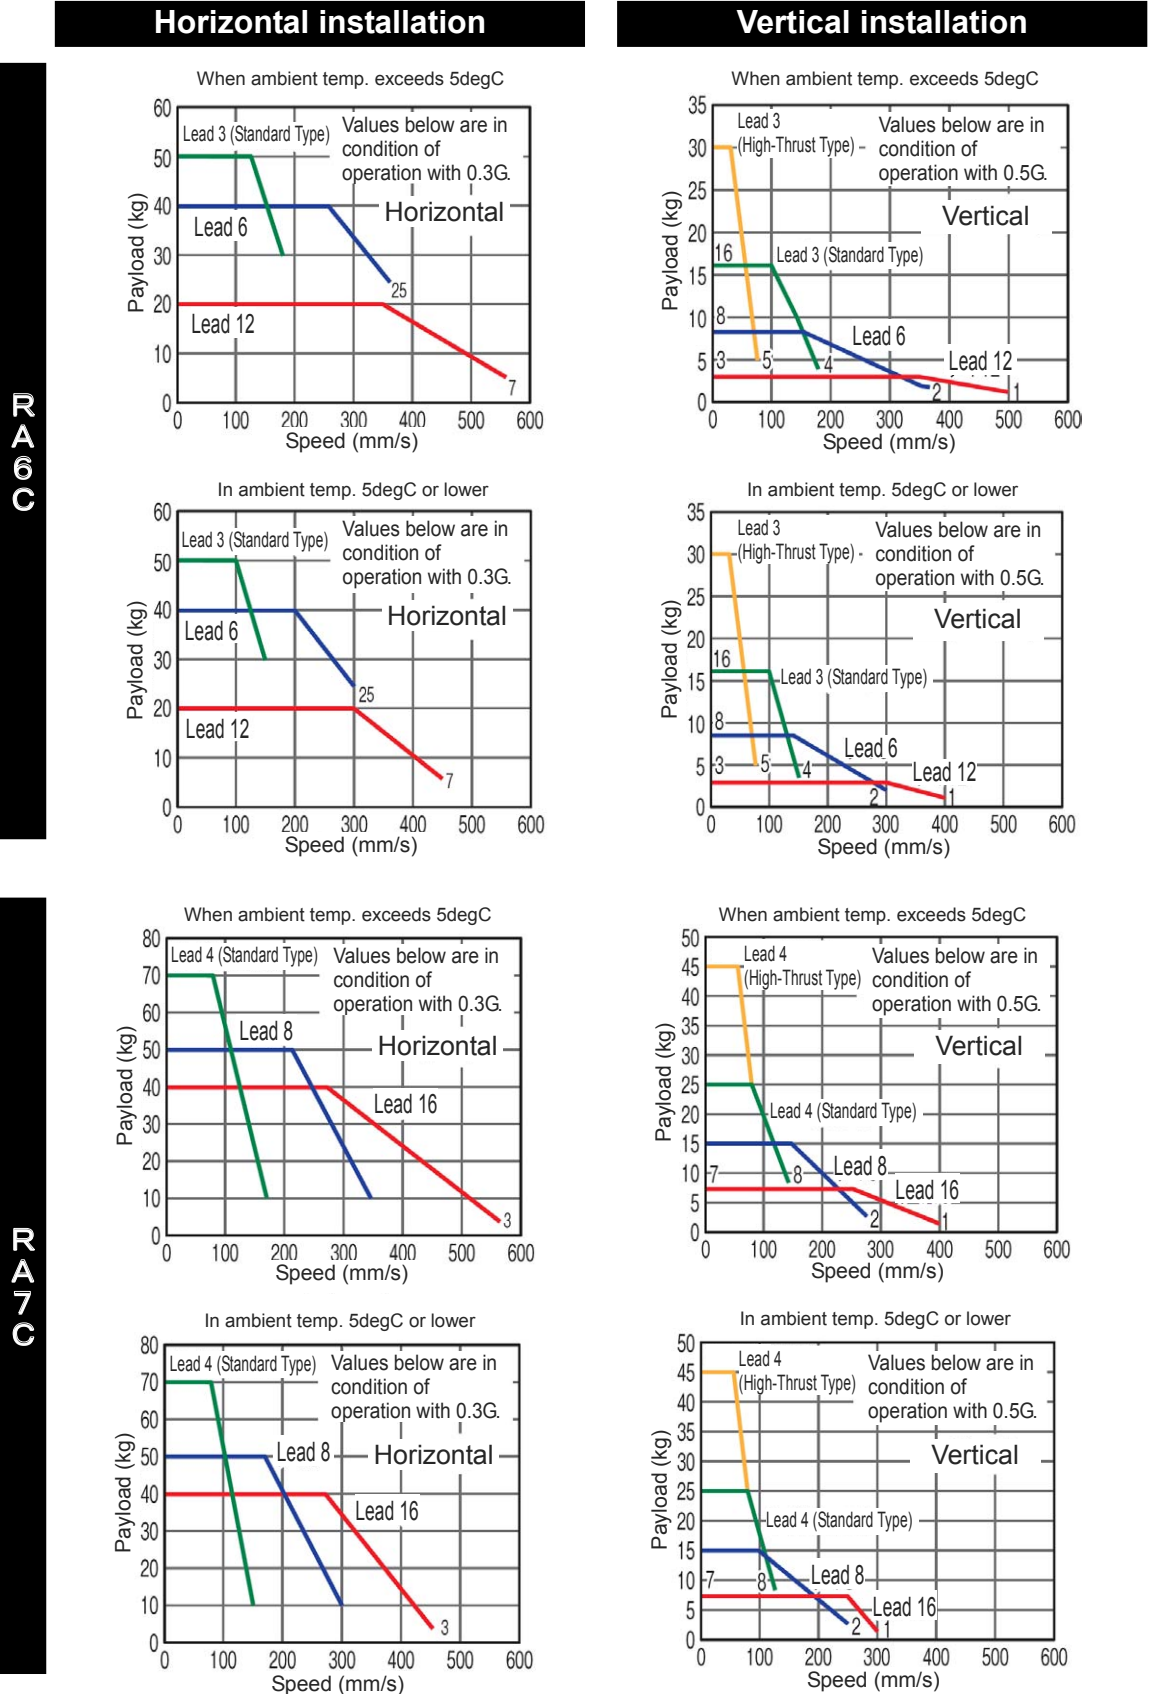 Horizontal installation
Vertical installation
RA6C
When ambient temp. exceeds 5degC
60
50
40
30
20
10
0
Payload (kg)
Lead 3 (Standard Type)
Values below are in
condition of
operation with 0.3G.
Horizontal
Lead 6
25
Lead 12
7
0 100 200 300 400 500 600
Speed (mm/s)
When ambient temp. exceeds 5degC
35
30
25
20
15
10
5
0
Payload (kg)
Lead 3
(High-Thrust Type)
Values below are in
condition of
operation with 0.5G.
Vertical
16
Lead 3 (Standard Type)
8
Lead 6
3
5
4
Lead 12
2
1
0 100 200 300 400 500 600
Speed (mm/s)
In ambient temp. 5degC or lower
60
50
40
30
20
10
0
Payload (kg)
Lead 3 (Standard Type)
Values below are in
condition of
operation with 0.3G.
Horizontal
Lead 6
25
Lead 12
7
0 100 200 300 400 500 600
Speed (mm/s)
In ambient temp. 5degC or lower
35
30
25
20
15
10
5
0
Payload (kg)
Lead 3
(High-Thrust Type)
Values below are in
condition of
operation with 0.5G.
Vertical
16
Lead 3 (Standard Type)
8
Lead 6
3
5
4
Lead 12
2
1
0 100 200 300 400 500 600
Speed (mm/s)
RA7C
When ambient temp. exceeds 5degC
80
70
60
50
40
30
20
10
0
Payload (kg)
Lead 4 (Standard Type)
Values below are in
condition of
operation with 0.3G.
Lead 8
Horizontal
Lead 16
3
0 100 200 300 400 500 600
Speed (mm/s)
When ambient temp. exceeds 5degC
50
45
40
35
30
25
20
15
10
5
0
Payload (kg)
Lead 4
(High-Thrust Type)
Values below are in
condition of
operation with 0.5G.
Vertical
Lead 4 (Standard Type)
7
8
Lead 8
Lead 16
2
1
0 100 200 300 400 500 600
Speed (mm/s)
In ambient temp. 5degC or lower
80
70
60
50
40
30
20
10
0
Payload (kg)
Lead 4 (Standard Type)
Values below are in
condition of
operation with 0.3G.
Lead 8
Horizontal
Lead 16
3
0 100 200 300 400 500 600
Speed (mm/s)
In ambient temp. 5degC or lower
50
45
40
35
30
25
20
15
10
5
0
Payload (kg)
Lead 4
(High-Thrust Type)
Values below are in
condition of
operation with 0.5G.
Vertical
Lead 4 (Standard Type)
7
8
Lead 8
Lead 16
2
1
0 100 200 300 400 500 600
Speed (mm/s)